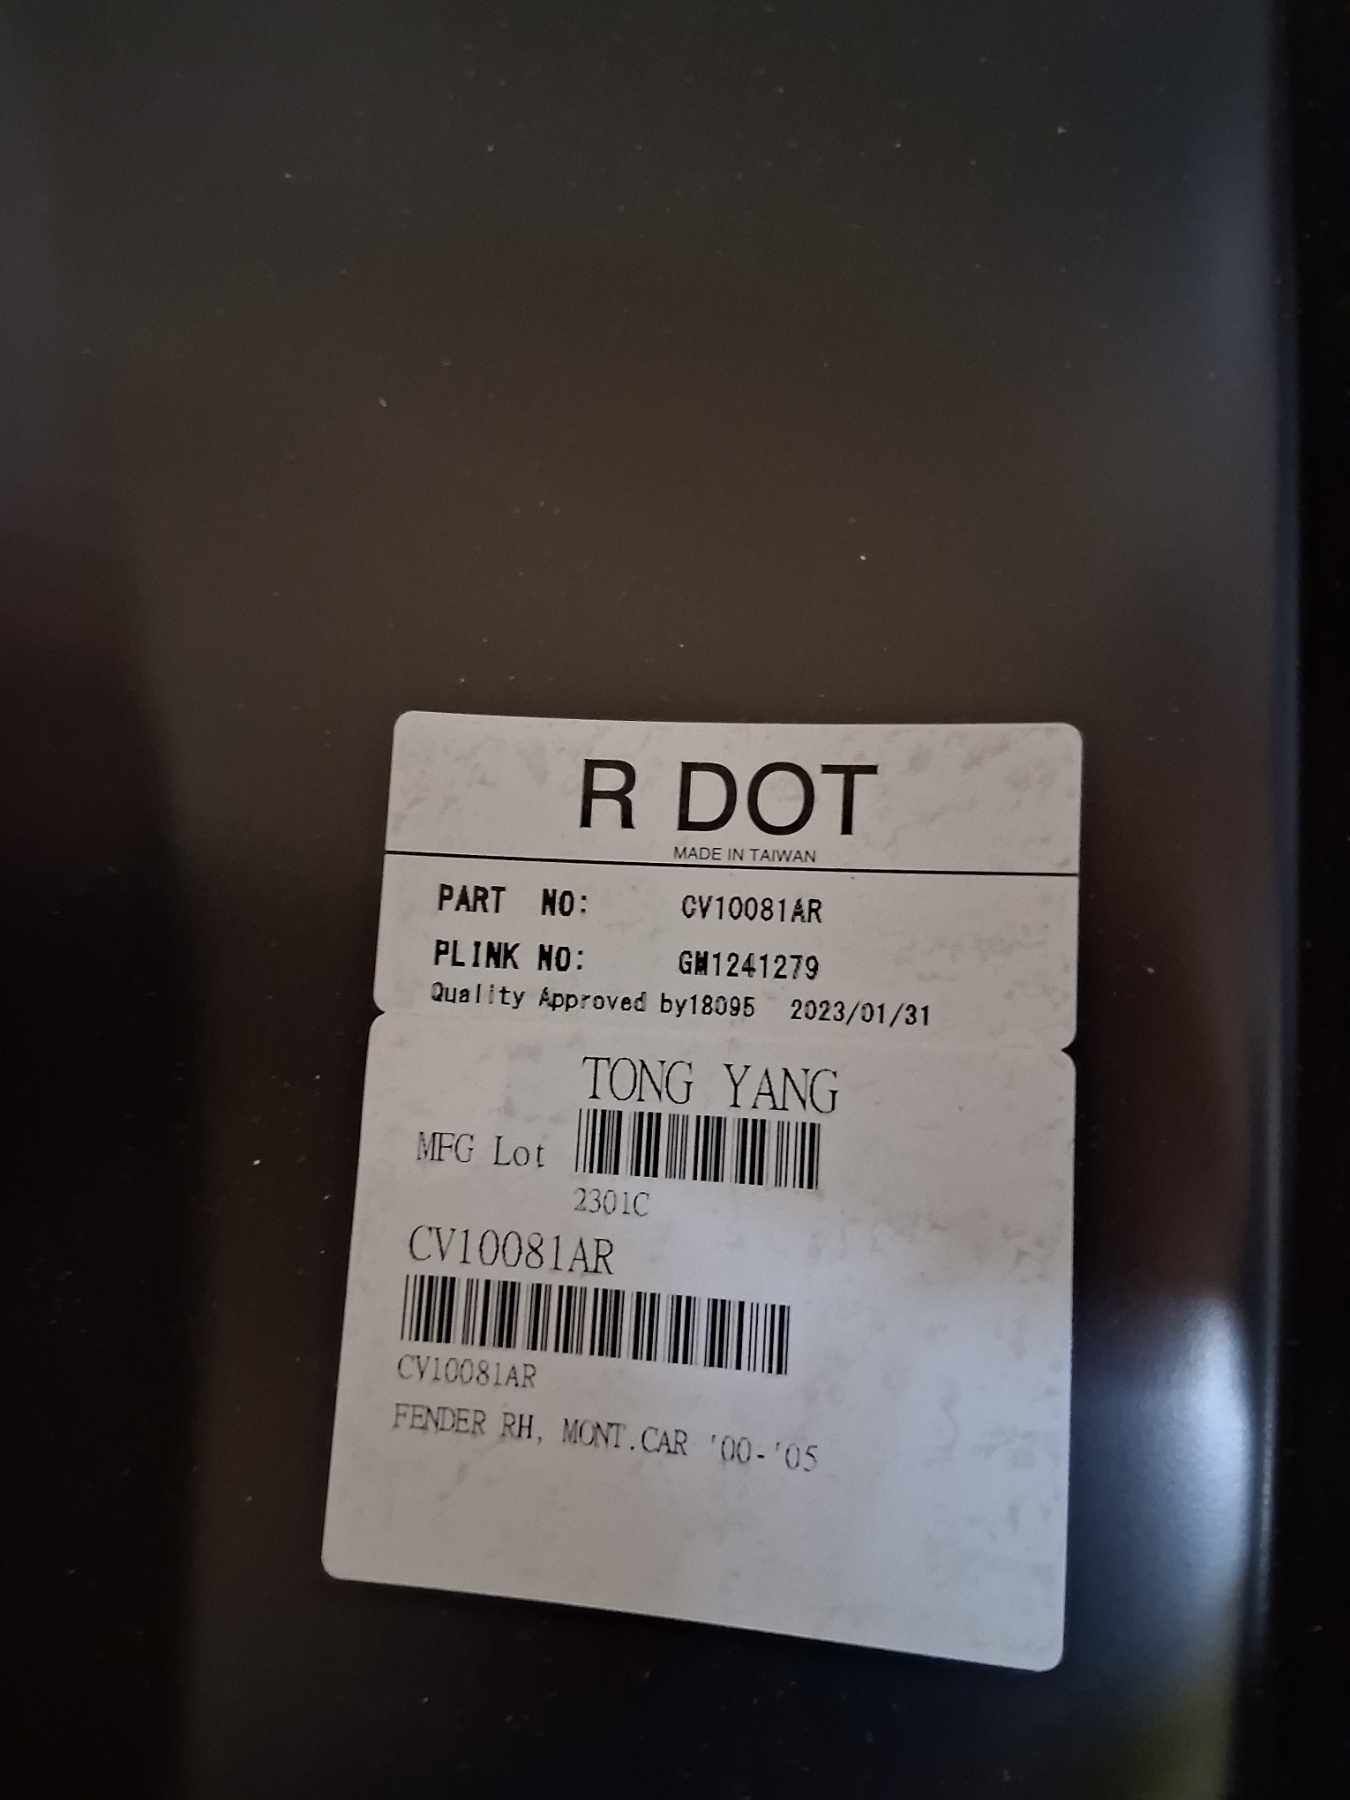 R DOT
MADE IN TAIWAN
PART NO: CV10081AR
PLINK NO: GM1241279
Quality Approved by18095 2023/01/31
TONG YANG
MFG Lot
2301C
CV10081AR
CV10081AR
FENDER RH, MONT.CAR '00-'05